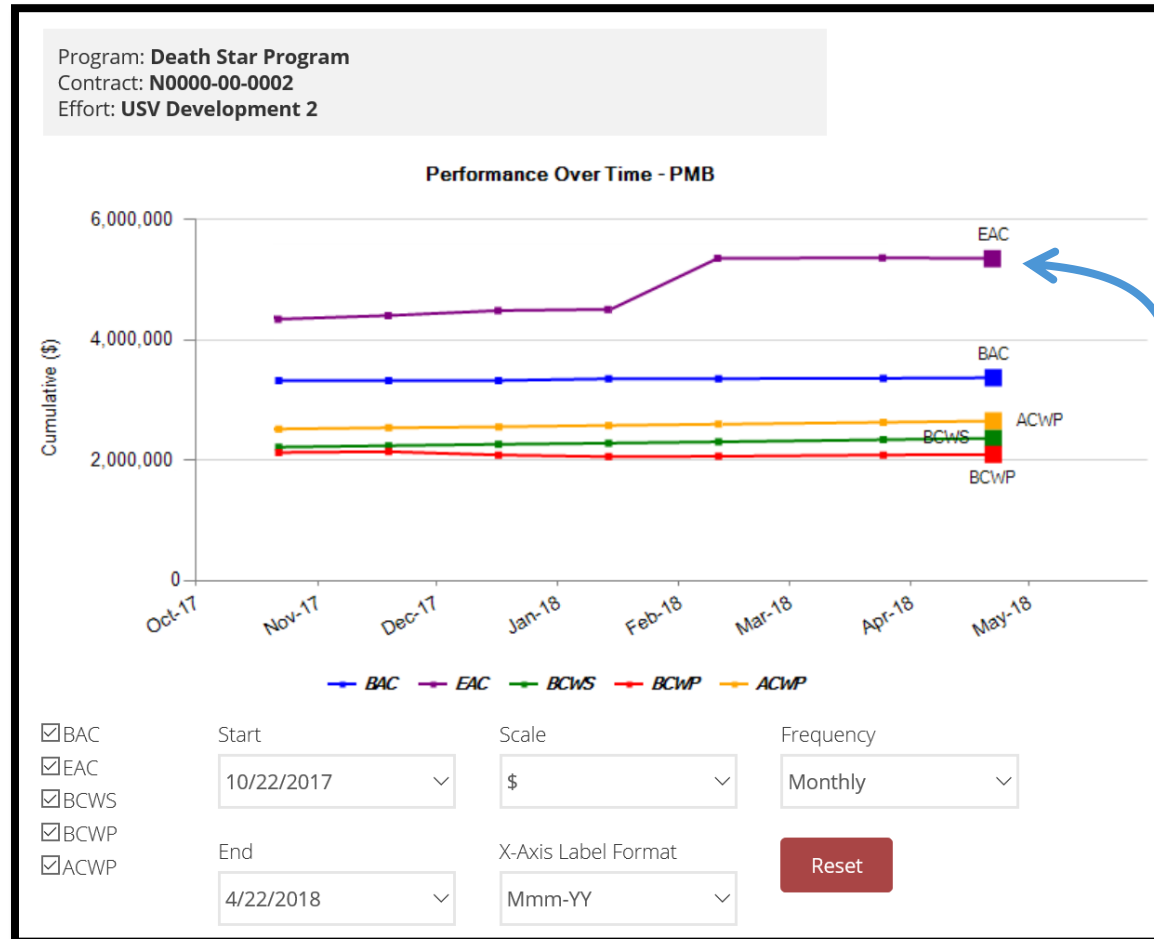 Program: Death Star Program
Contract: N0000-00-0002
Effort: USV Development 2
Performance Over Time - PMB
6,000,000
4,000,000
2,000,000
0
Cumulative ($)
EAC
BAC
ACWP
BCWS
BCWP
Oct-17 Nov-17 Dec-17 Jan-18 Feb-18 Mar-18 Apr-18 May-18
BAC EAC BCWS BCWP ACWP
BAC
EAC
BCWS
BCWP
ACWP
Start Scale Frequency
10/22/2017 $ Monthly
End X-Axis Label Format
4/22/2018 Mmm-YY Reset